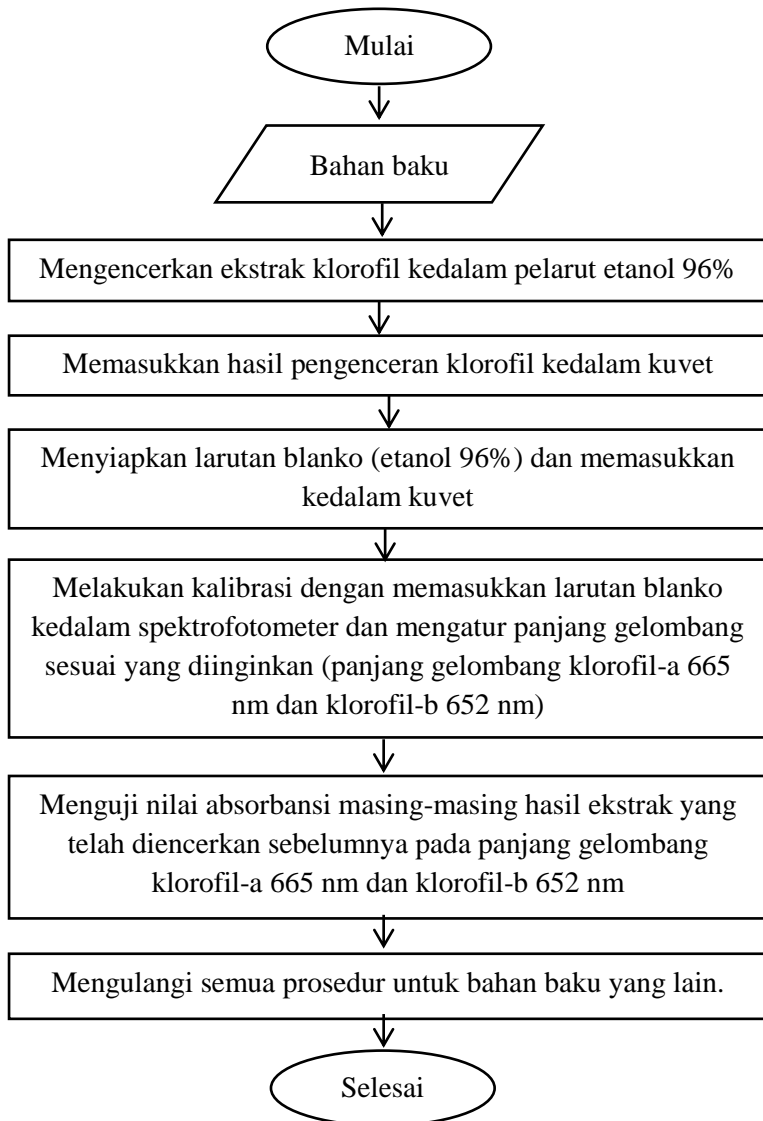 Mulai
Bahan baku
Mengencerkan ekstrak klorofil kedalam pelarut etanol 96%
Memasukkan hasil pengenceran klorofil kedalam kuvet
Menyiapkan larutan blanko (etanol 96%) dan memasukkan
kedalam kuvet
Melakukan kalibrasi dengan memasukkan larutan blanko
kedalam spektrofotometer dan mengatur panjang gelombang
sesuai yang diinginkan (panjang gelombang klorofil-a 665
nm dan klorofil-b 652 nm)
Menguji nilai absorbansi masing-masing hasil ekstrak yang
telah diencerkan sebelumnya pada panjang gelombang
klorofil-a 665 nm dan klorofil-b 652 nm
Mengulangi semua prosedur untuk bahan baku yang lain.
Selesai